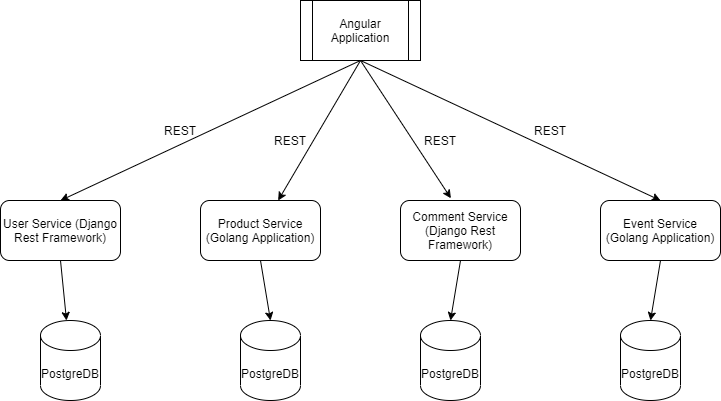 Angular
Application
REST
REST
REST
REST
User Service (Django
Rest Framework)
Product Service
(Golang Application)
Comment Service
(Django Rest
Framework)
Event Service
(Golang Application)
PostgreDB
PostgreDB
PostgreDB
PostgreDB